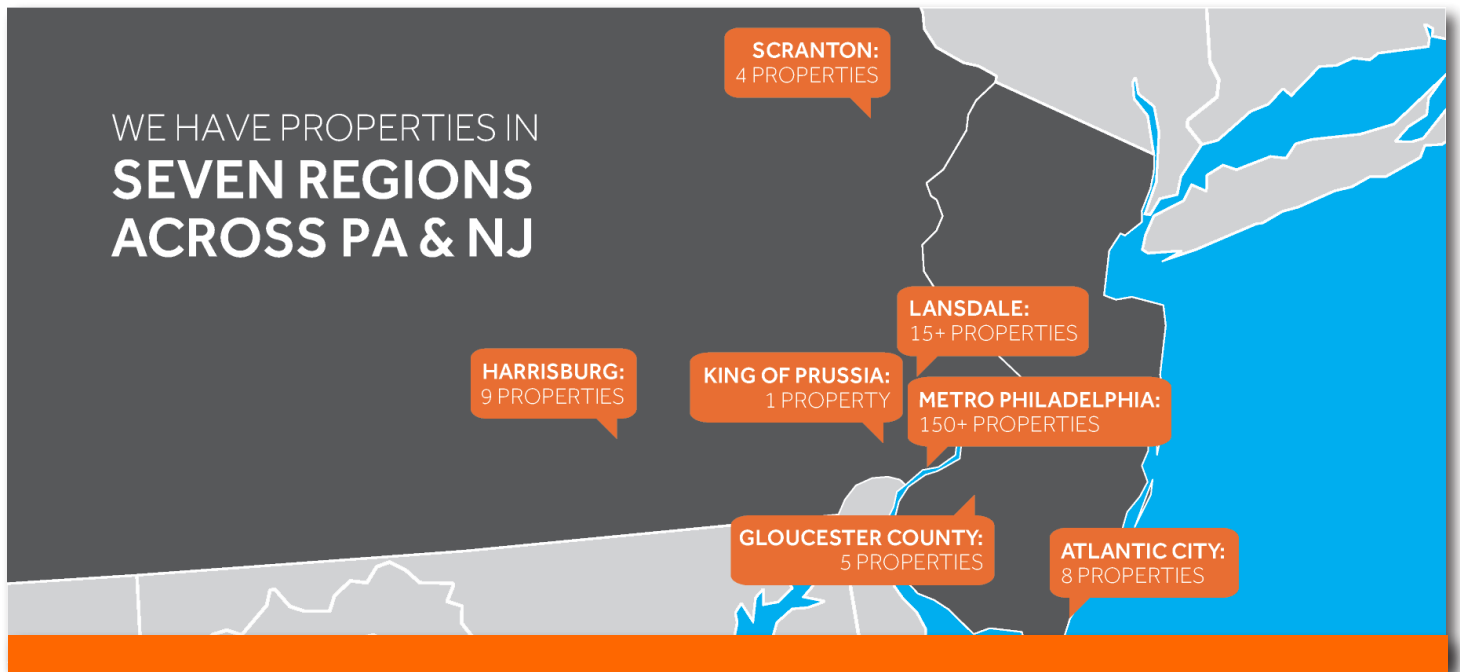 WE HAVE PROPERTIES IN
SEVEN REGIONS
ACROSS PA & NJ
SCRANTON:
4 PROPERTIES
LANSDALE:
15+ PROPERTIES
HARRISBURG:
9 PROPERTIES
KING OF PRUSSIA:
1 PROPERTY
METRO PHILADELPHIA:
150+ PROPERTIES
GLOUCESTER COUNTY:
5 PROPERTIES
ATLANTIC CITY:
8 PROPERTIES